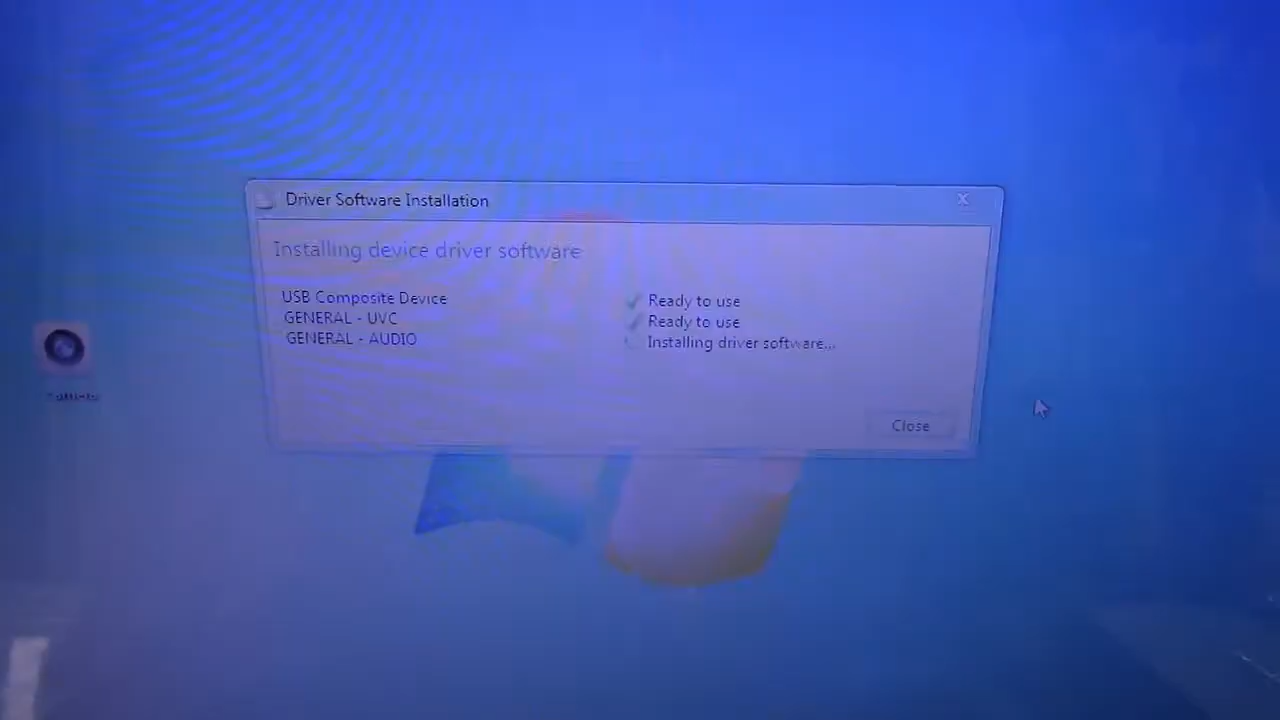 Driver Software Installation
Installing device driver software
USB Composite Device Ready to use
GENERAL - UVC Ready to use
GENERAL - AUDIO Installing driver software...
Close